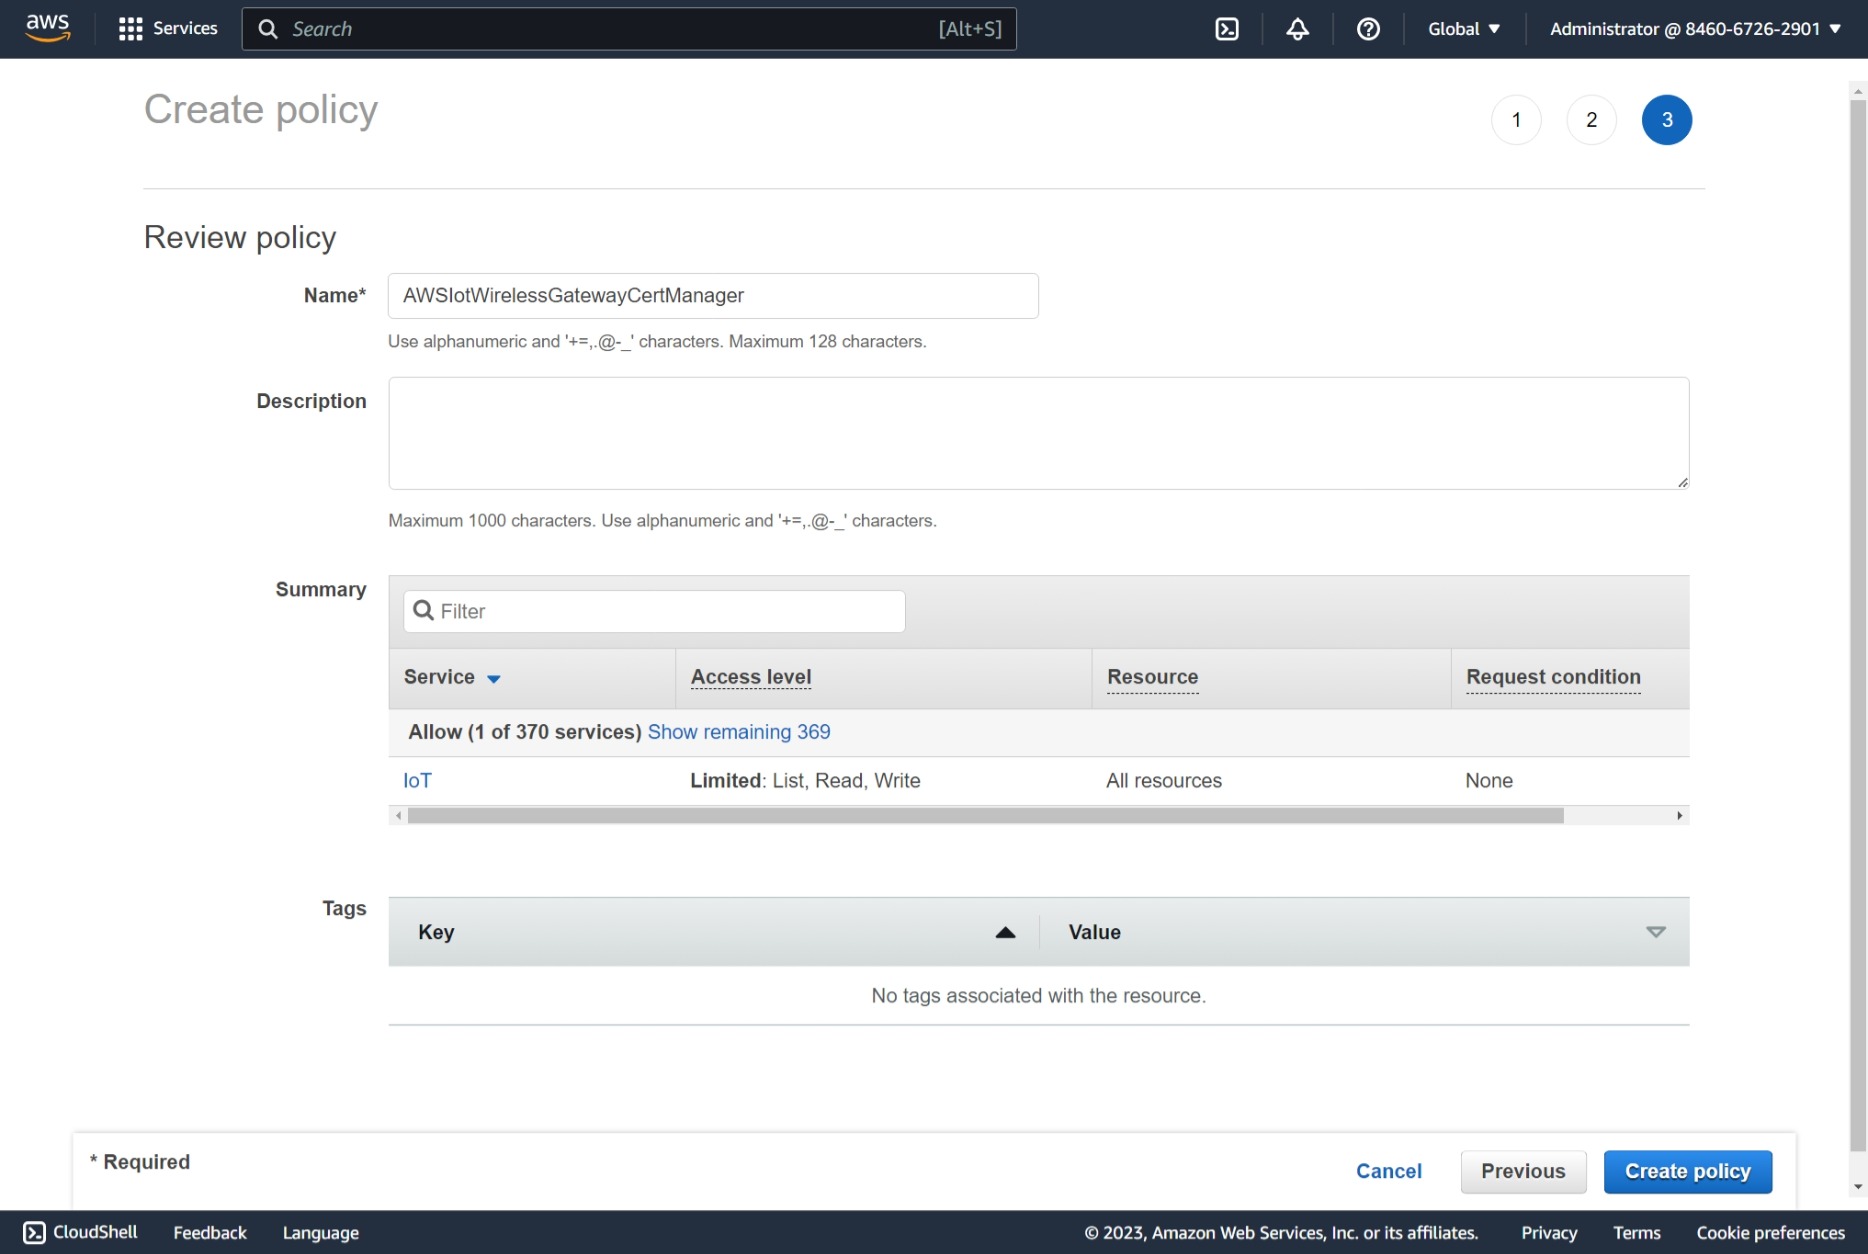 aws Services Search [Alt+S] Global Administrator @ 8460-6726-2901
Create policy 1 2 3
Review policy
Name* AWSIotWirelessGatewayCertManager
Use alphanumeric and '+=,.@-_' characters. Maximum 128 characters.
Description
Maximum 1000 characters. Use alphanumeric and '+=,.@-_' characters.
Summary Filter
Service Access level Resource Request condition
Allow (1 of 370 services) Show remaining 369
IoT Limited: List, Read, Write All resources None
Tags Key Value
No tags associated with the resource.
* Required Cancel Previous Create policy
CloudShell Feedback Language © 2023, Amazon Web Services, Inc. or its affiliates. Privacy Terms Cookie preferences